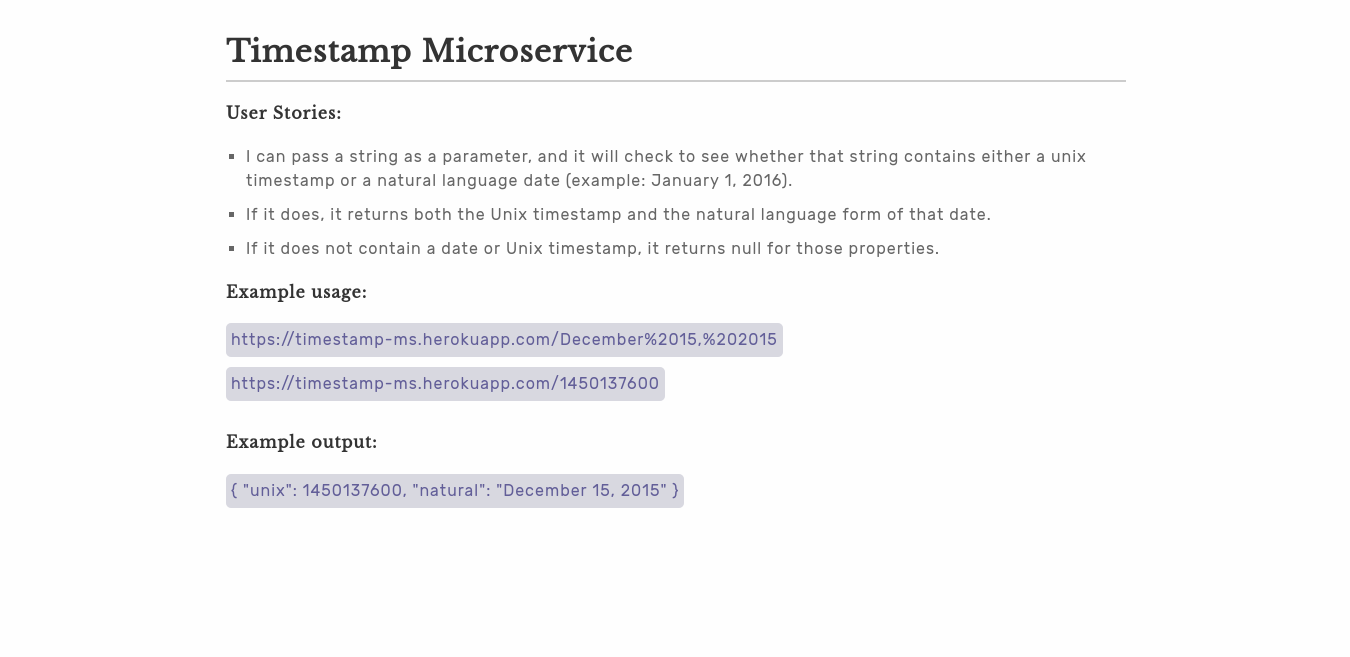 Timestamp Microservice
User Stories:
I can pass a string as a parameter, and it will check to see whether that string contains either a unix
timestamp or a natural language date (example: January 1, 2016).
If it does, it returns both the Unix timestamp and the natural language form of that date.
If it does not contain a date or Unix timestamp, it returns null for those properties.
Example usage:
https://timestamp-ms.herokuapp.com/December%2015,%202015
https://timestamp-ms.herokuapp.com/1450137600
Example output:
{ "unix": 1450137600, "natural": "December 15, 2015" }